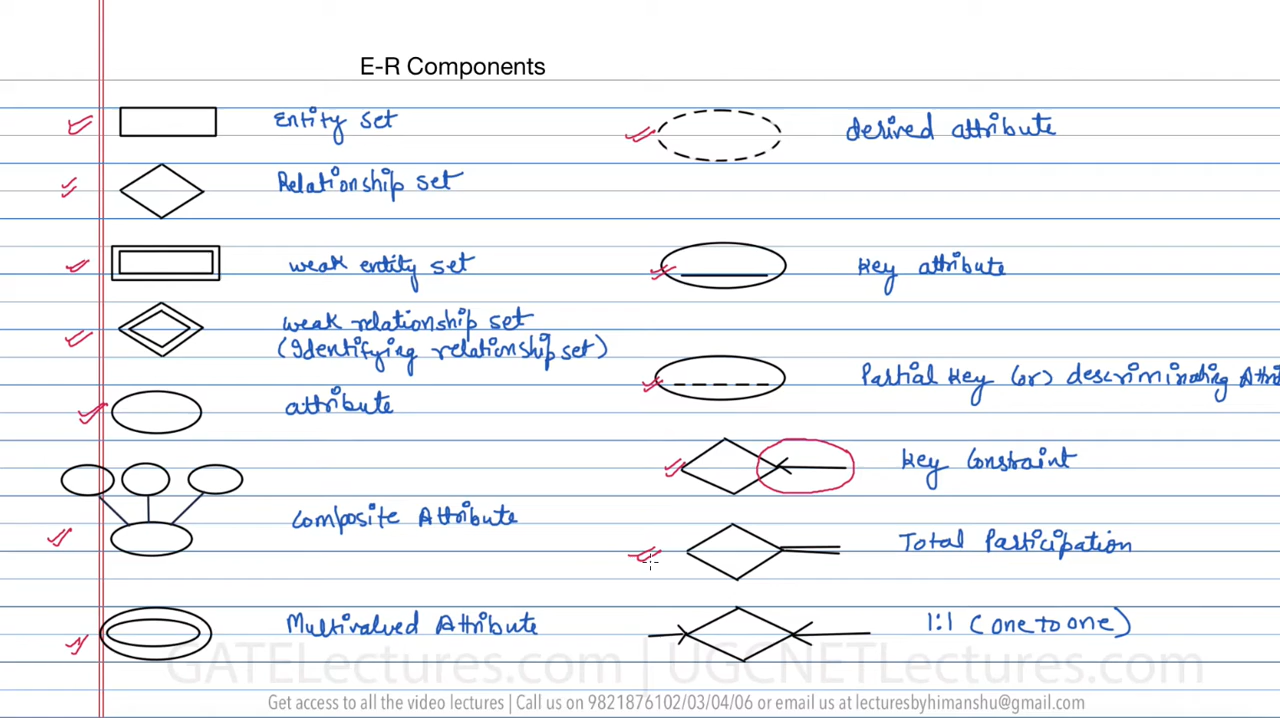 E-R Components
Entity set
Relationship set
weak entity set
weak relationship set
(Identifying relationship set)
attribute
Composite Attribute
Multivalued Attribute
derived attribute
key attribute
Partial key (or) descriminating Attri
key Constraint
Total Participation
1:1 (one to one)
GATELectures.com | UGCNETLectures.com
Get access to all the video lectures | Call us on 9821876102/03/04/06 or email us at lecturesbyhimanshu@gmail.com